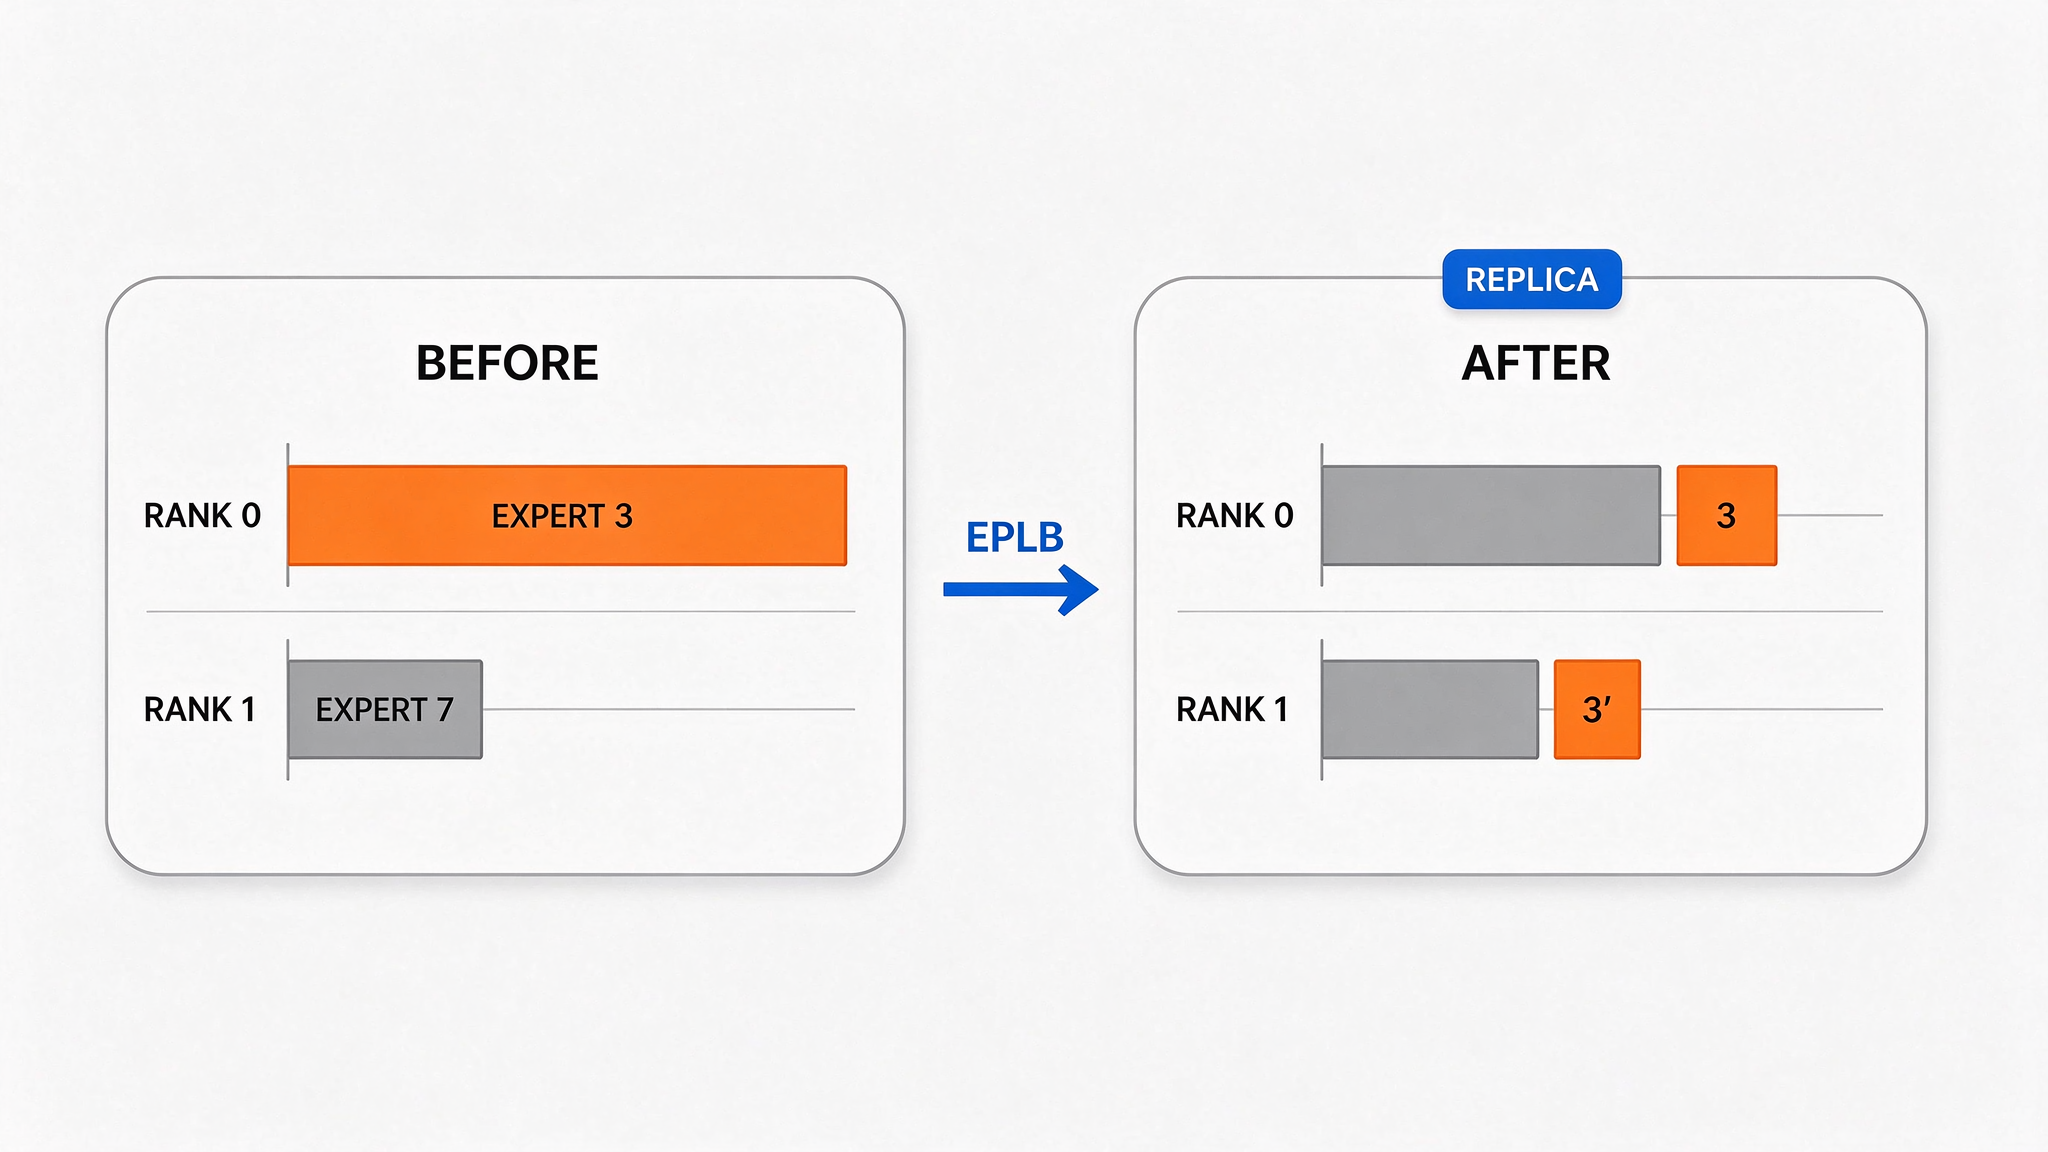 BEFORE
RANK 0
EXPERT 3
RANK 1
EXPERT 7
EPLB
REPLICA
AFTER
RANK 0
3
RANK 1
3′